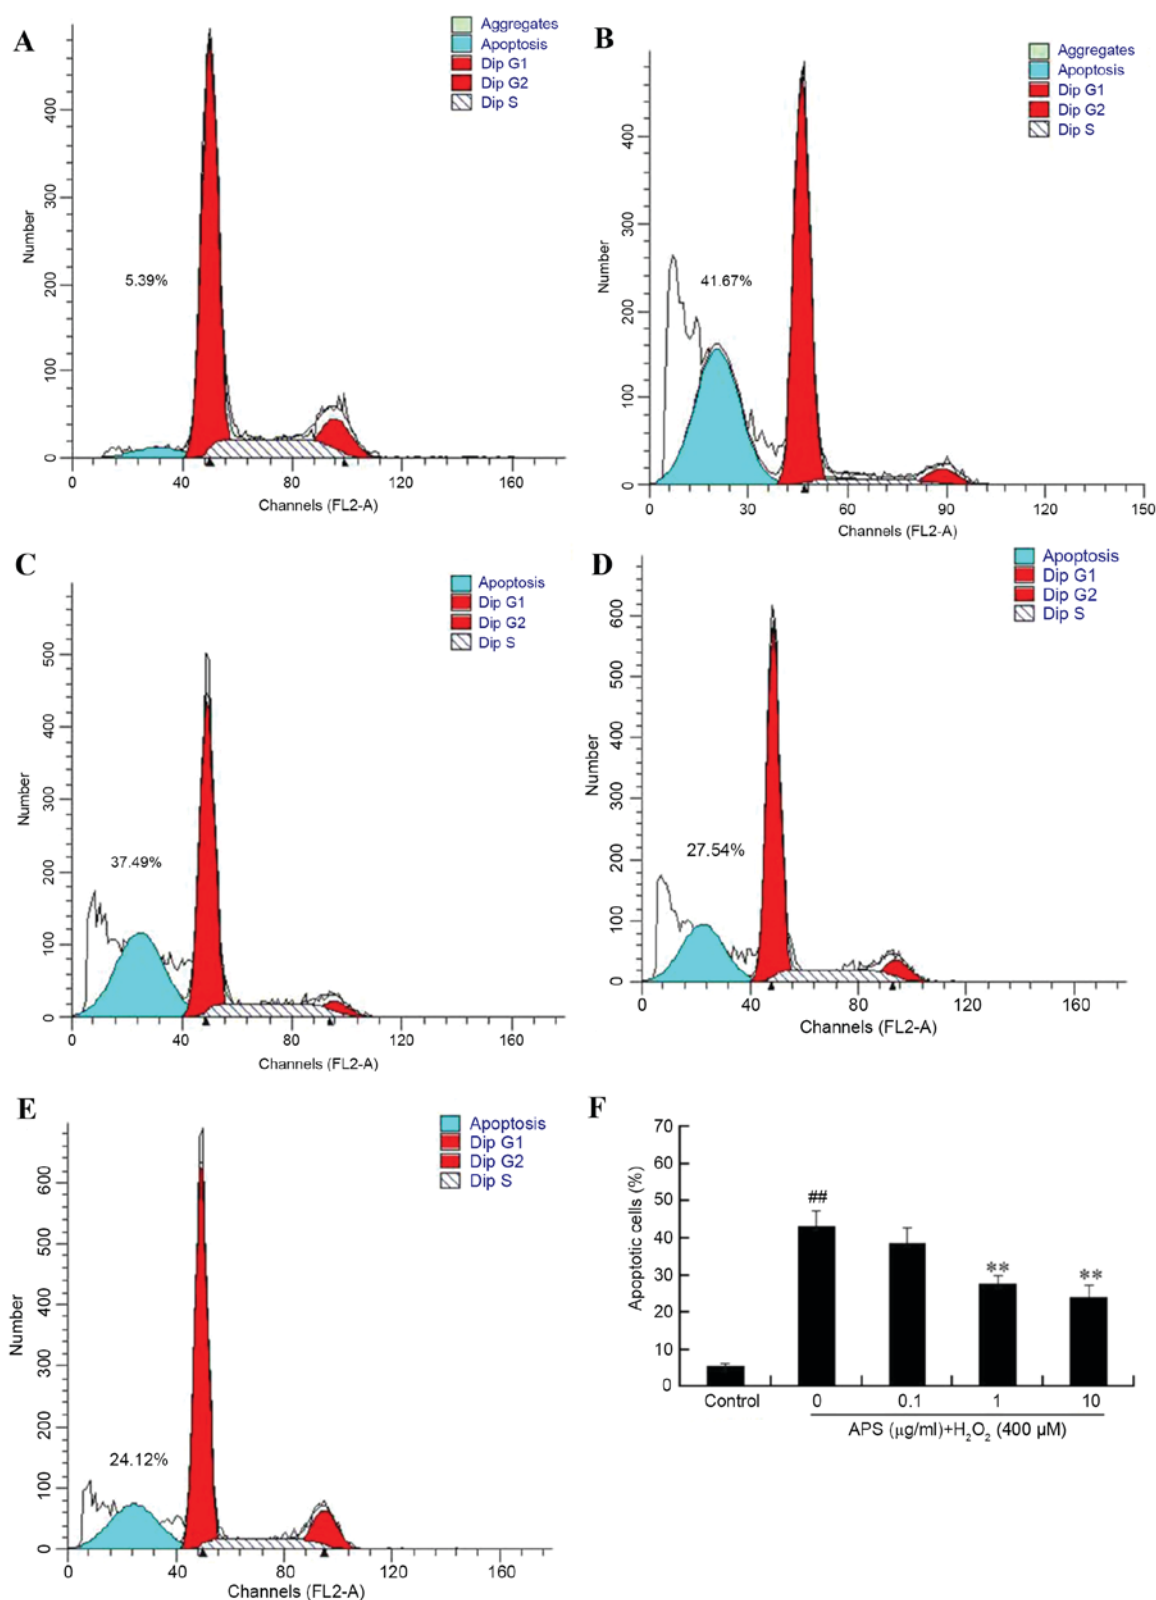 A
Aggregates
Apoptosis
Dip G1
Dip G2
Dip S
Number
400
300
200
100
0
5.39%
0 40 80 120 160
Channels (FL2-A)
B
Aggregates
Apoptosis
Dip G1
Dip G2
Dip S
Number
400
300
200
100
0
41.67%
0 30 60 90 120 150
Channels (FL2-A)
C
Apoptosis
Dip G1
Dip G2
Dip S
Number
500
400
300
200
100
0
37.49%
0 40 80 120 160
Channels (FL2-A)
D
Apoptosis
Dip G1
Dip G2
Dip S
Number
600
500
400
300
200
100
0
27.54%
0 40 80 120 160
Channels (FL2-A)
E
Apoptosis
Dip G1
Dip G2
Dip S
Number
600
500
400
300
200
100
0
24.12%
0 40 80 120 160
Channels (FL2-A)
F
Apoptotic cells (%)
70
60
50
40
30
20
10
0
##
**
**
Control 0 0.1 1 10
APS (μg/ml)+H₂O₂ (400 μM)